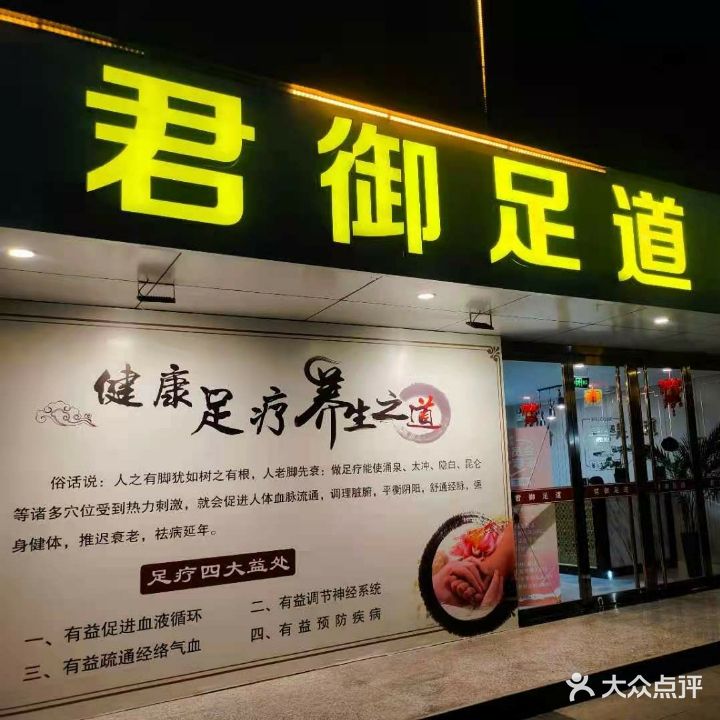 君御足道
健康足疗养生之道
俗话说：人之有脚犹如树之有根，人老脚先衰；做足疗能使涌泉、太冲、隐白、昆仑
等诸多穴位受到热力刺激，就会促进人体血脉流通，调理脏腑，平衡阴阳，舒通经脉，德
身健体，推迟衰老，祛病延年。
足疗四大益处
一、有益促进血液循环
二、有益调节神经系统
三、有益疏通经络气血
四、有益预防疾病
君御足道
君御足道
大众点评